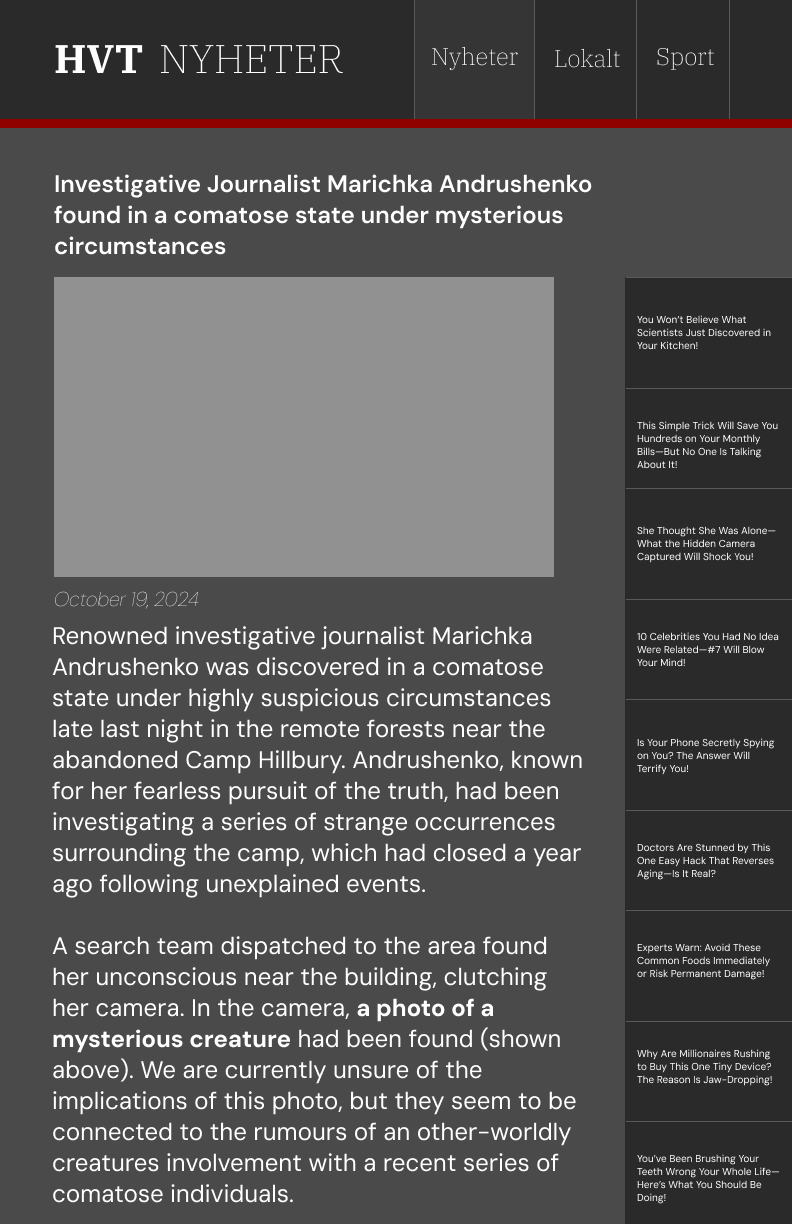 HVT NYHETER
Nyheter
Lokalt
Sport
Investigative Journalist Marichka Andrushenko
found in a comatose state under mysterious
circumstances
October 19, 2024
Renowned investigative journalist Marichka
Andrushenko was discovered in a comatose
state under highly suspicious circumstances
late last night in the remote forests near the
abandoned Camp Hillbury. Andrushenko, known
for her fearless pursuit of the truth, had been
investigating a series of strange occurrences
surrounding the camp, which had closed a year
ago following unexplained events.
A search team dispatched to the area found
her unconscious near the building, clutching
her camera. In the camera, a photo of a
mysterious creature had been found (shown
above). We are currently unsure of the
implications of this photo, but they seem to be
connected to the rumours of an other-worldly
creatures involvement with a recent series of
comatose individuals.
You Won't Believe What
Scientists Just Discovered in
Your Kitchen!
This Simple Trick Will Save You
Hundreds on Your Monthly
Bills—But No One Is Talking
About It!
She Thought She Was Alone—
What the Hidden Camera
Captured Will Shock You!
10 Celebrities You Had No Idea
Were Related—#7 Will Blow
Your Mind!
Is Your Phone Secretly Spying
on You? The Answer Will
Terrify You!
Doctors Are Stunned by This
One Easy Hack That Reverses
Aging—Is It Real?
Experts Warn: Avoid These
Common Foods Immediately
or Risk Permanent Damage!
Why Are Millionaires Rushing
to Buy This One Tiny Device?
The Reason Is Jaw-Dropping!
You've Been Brushing Your
Teeth Wrong Your Whole Life—
Here's What You Should Be
Doing!